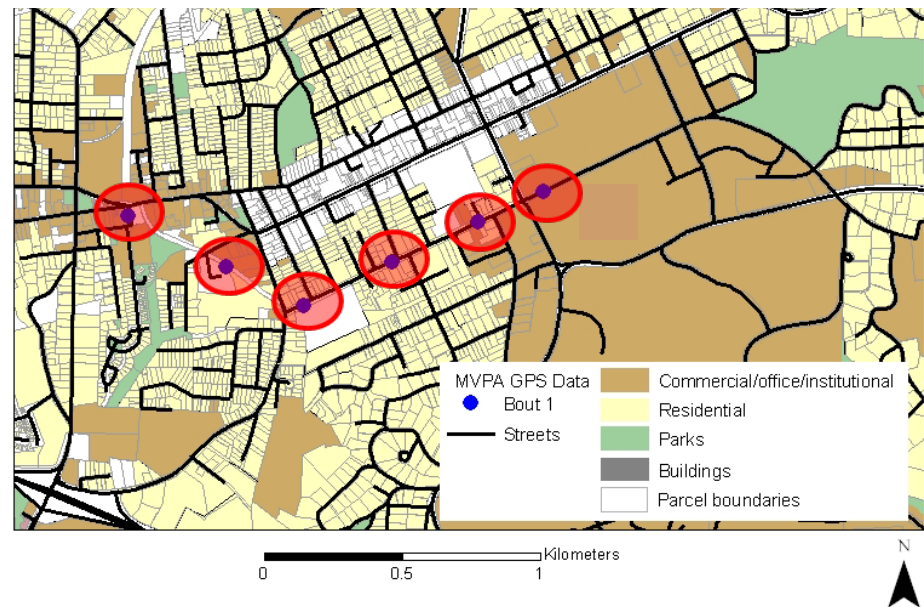 MVPA GPS Data
Bout 1
Streets
Commercial/office/institutional
Residential
Parks
Buildings
Parcel boundaries
Kilometers
0 0.5 1
N